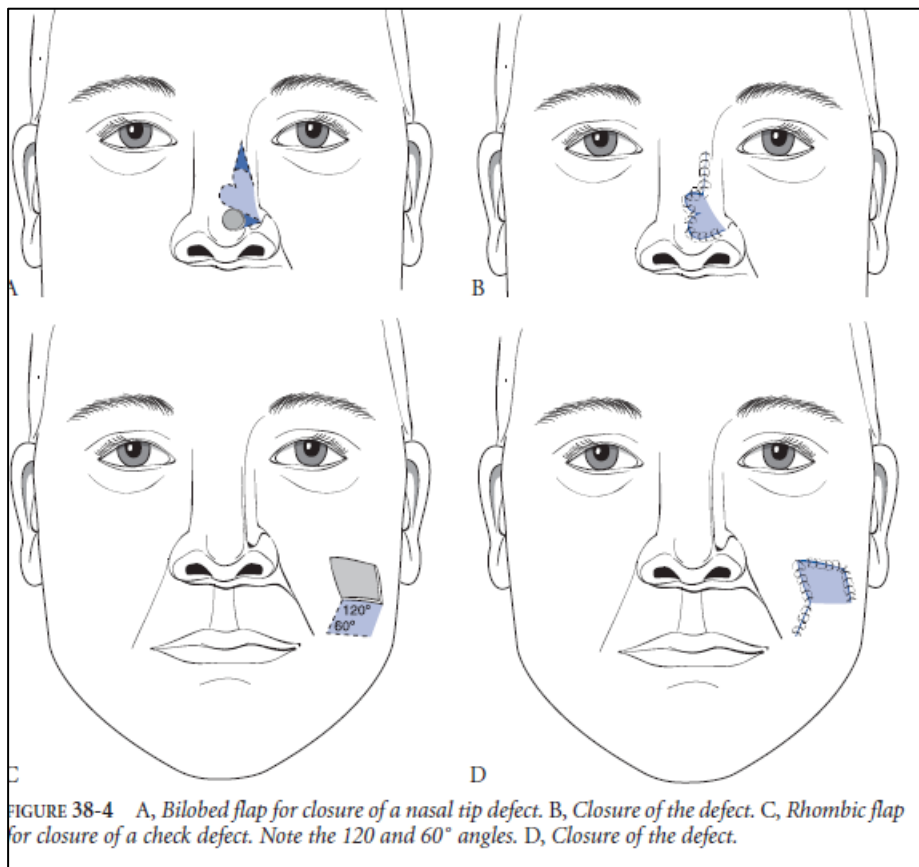 A
B
120°
60°
C
D
FIGURE 38-4 A, Bilobed flap for closure of a nasal tip defect. B, Closure of the defect. C, Rhombic flap
for closure of a check defect. Note the 120 and 60° angles. D, Closure of the defect.